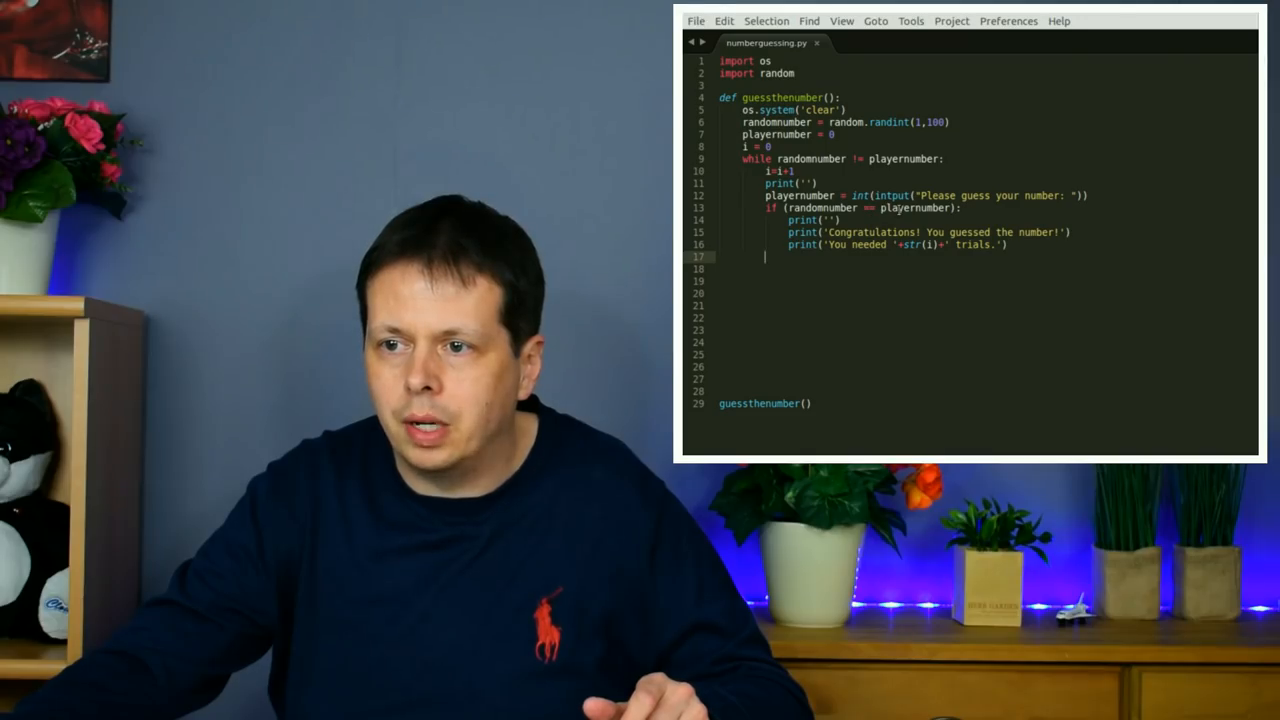 File Edit Selection Find View Goto Tools Project Preferences Help
numberguessing.py ×
1 import os
2 import random
3
4 def guessthenumber():
5 os.system('clear')
6 randomnumber = random.randint(1,100)
7 playernumber = 0
8 i = 0
9 while randomnumber != playernumber:
10 i=i+1
11 print('')
12 playernumber = int(intput("Please guess your number: "))
13 if (randomnumber == playernumber):
14 print('')
15 print('Congratulations! You guessed the number!')
16 print('You needed '+str(i)+' trials.')
17
18
19
20
21
22
23
24
25
26
27
28
29 guessthenumber()
HERB GARDEN